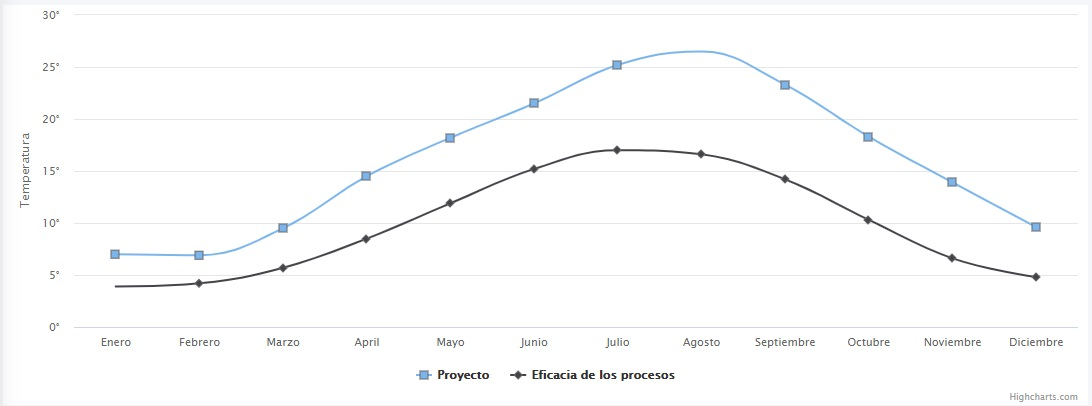 30°
25°
20°
15°
10°
5°
0°
Temperatura
Enero Febrero Marzo April Mayo Junio Julio Agosto Septiembre Octubre Noviembre Diciembre
Proyecto Eficacia de los procesos
Highcharts.com